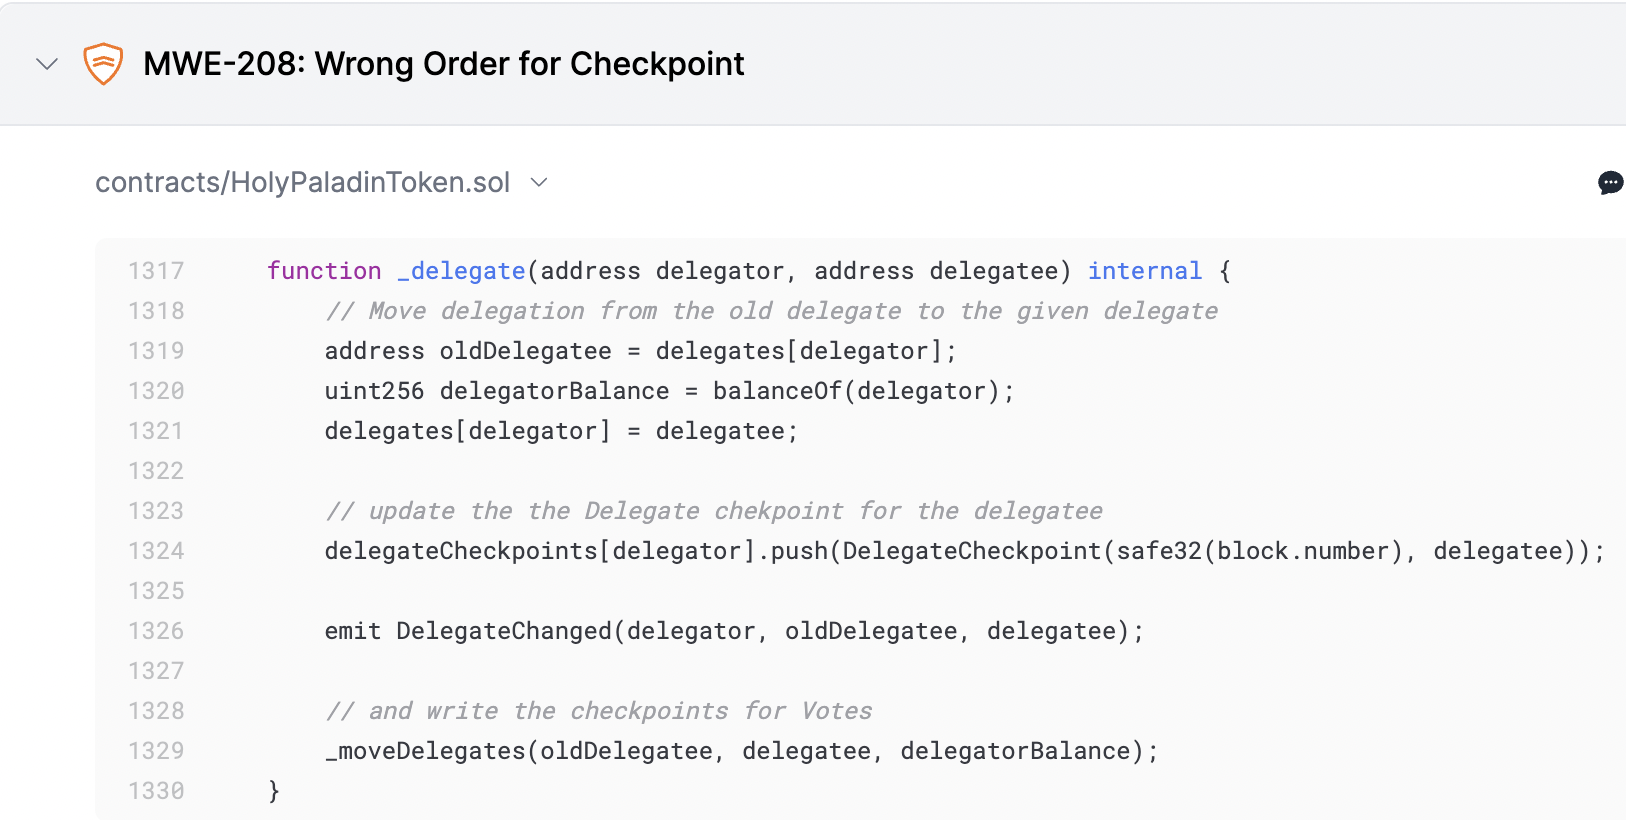 MWE-208: Wrong Order for Checkpoint
contracts/HolyPaladinToken.sol
1317 function _delegate(address delegator, address delegatee) internal {
1318 // Move delegation from the old delegate to the given delegate
1319 address oldDelegatee = delegates[delegator];
1320 uint256 delegatorBalance = balanceOf(delegator);
1321 delegates[delegator] = delegatee;
1322
1323 // update the the Delegate chekpoint for the delegatee
1324 delegateCheckpoints[delegator].push(DelegateCheckpoint(safe32(block.number), delegatee));
1325
1326 emit DelegateChanged(delegator, oldDelegatee, delegatee);
1327
1328 // and write the checkpoints for Votes
1329 _moveDelegates(oldDelegatee, delegatee, delegatorBalance);
1330 }